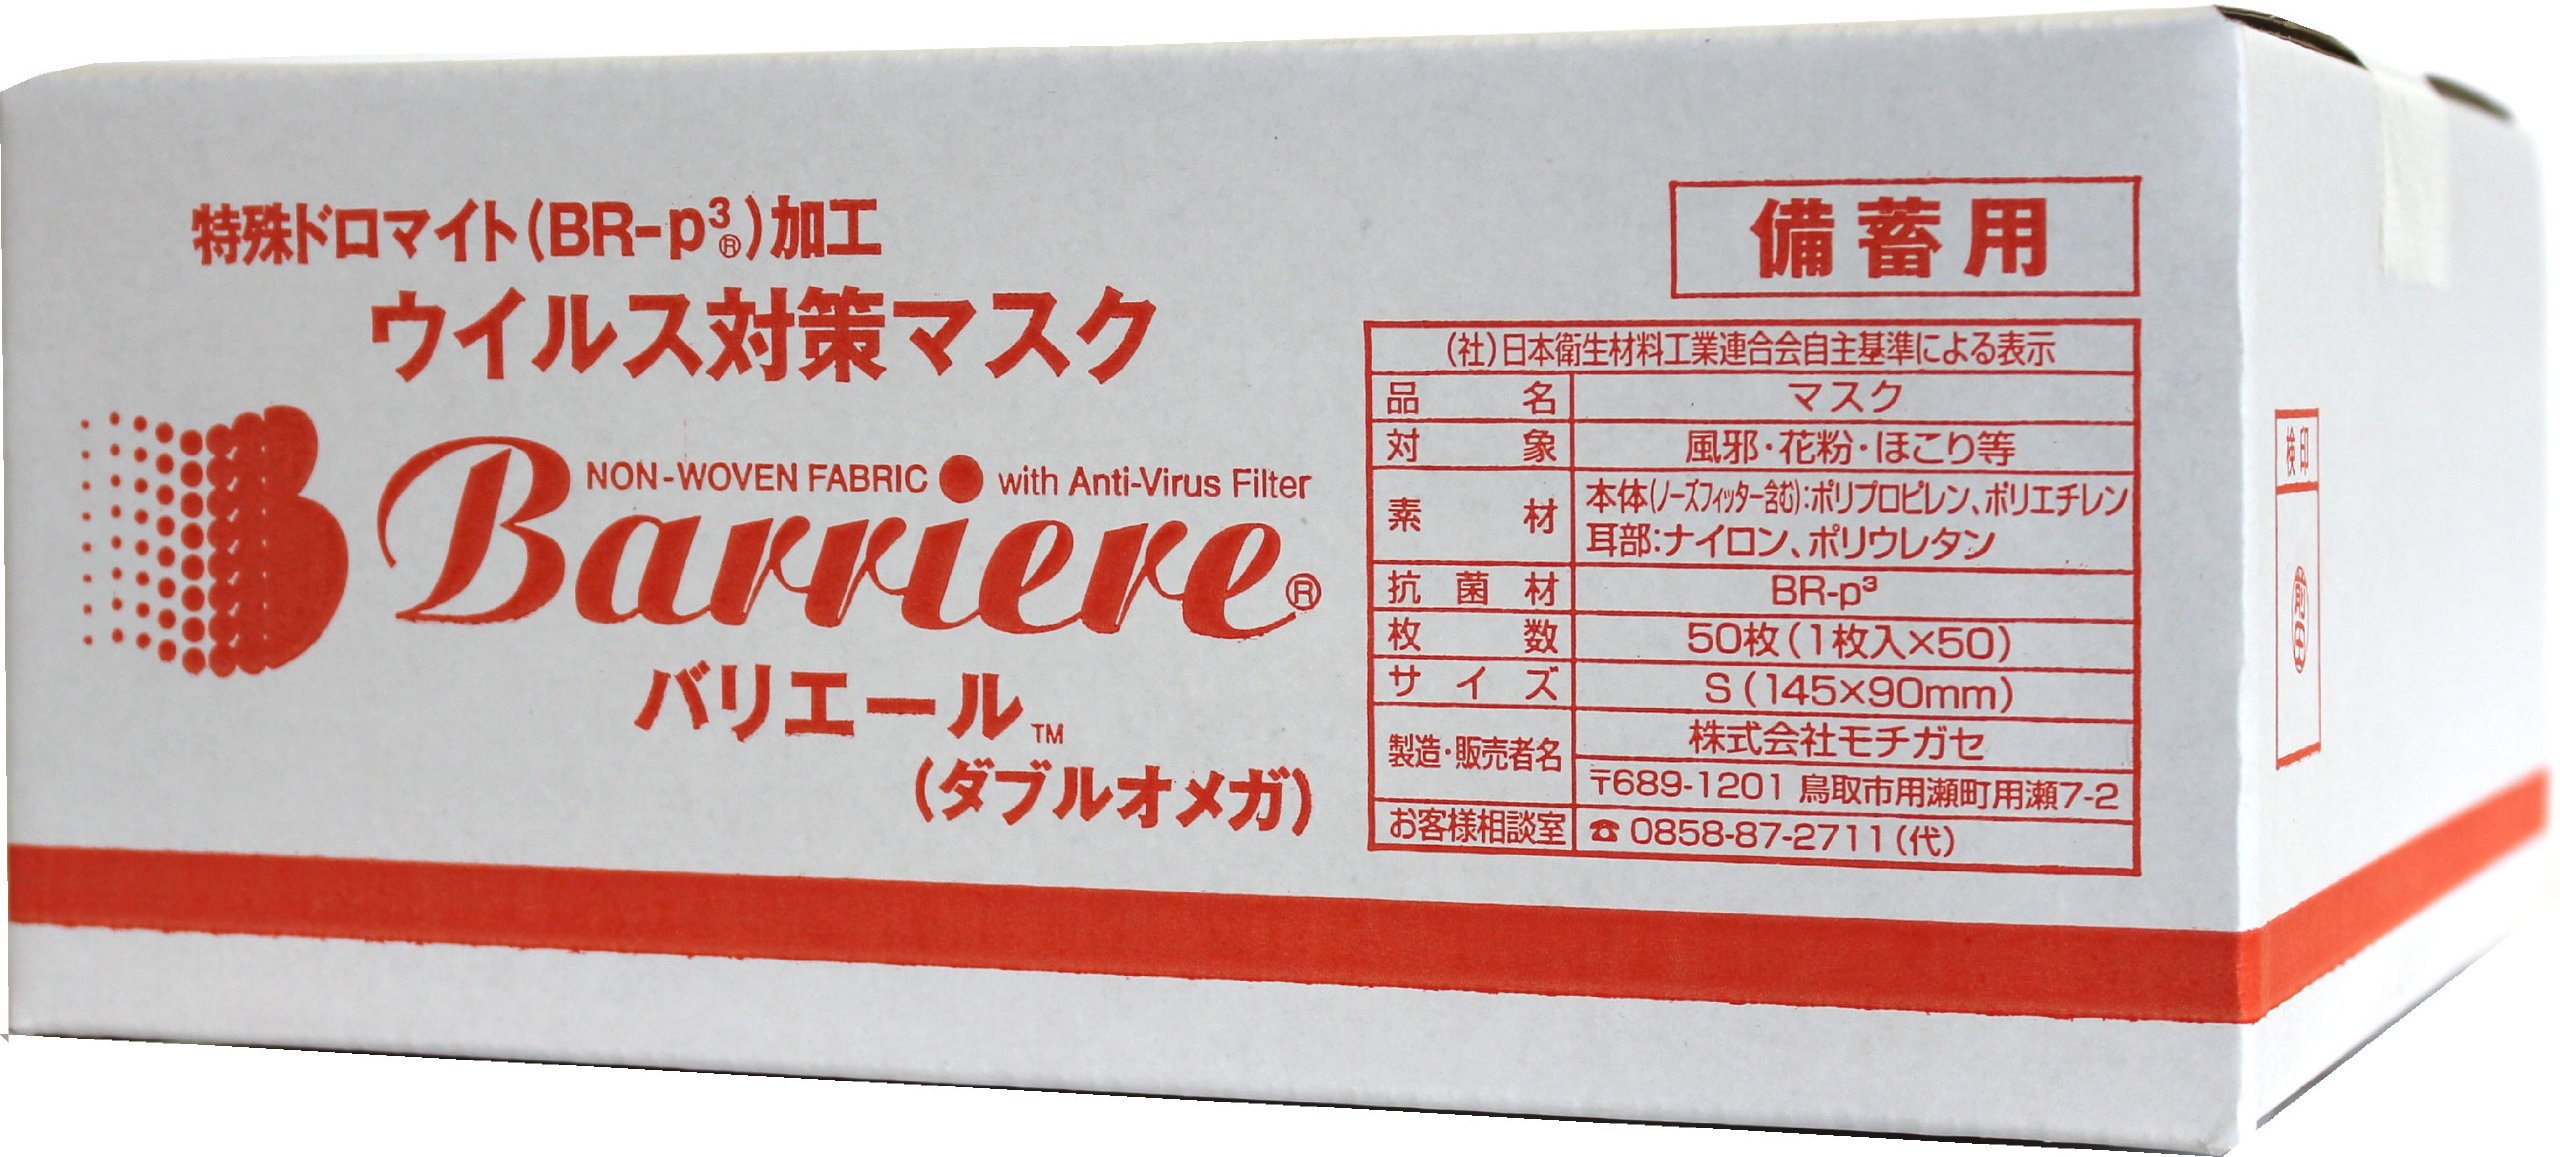 特殊ドロマイト(BR-p³®)加工
ウイルス対策マスク
NON-WOVEN FABRIC ● with Anti-Virus Filter
Barriere®
バリエール™
(ダブルオメガ)
備蓄用
(社)日本衛生材料工業連合会自主基準による表示
品名 マスク
対象 風邪・花粉・ほこり等
素材 本体(ノーズフィッター含む):ポリプロピレン、ポリエチレン
耳部:ナイロン、ポリウレタン
抗菌材 BR-p³
枚数 50枚(1枚入×50)
サイズ S(145×90mm)
製造・販売者名 株式会社モチガセ
〒689-1201 鳥取市用瀬町用瀬7-2
お客様相談室 ☎0858-87-2711(代)
検印